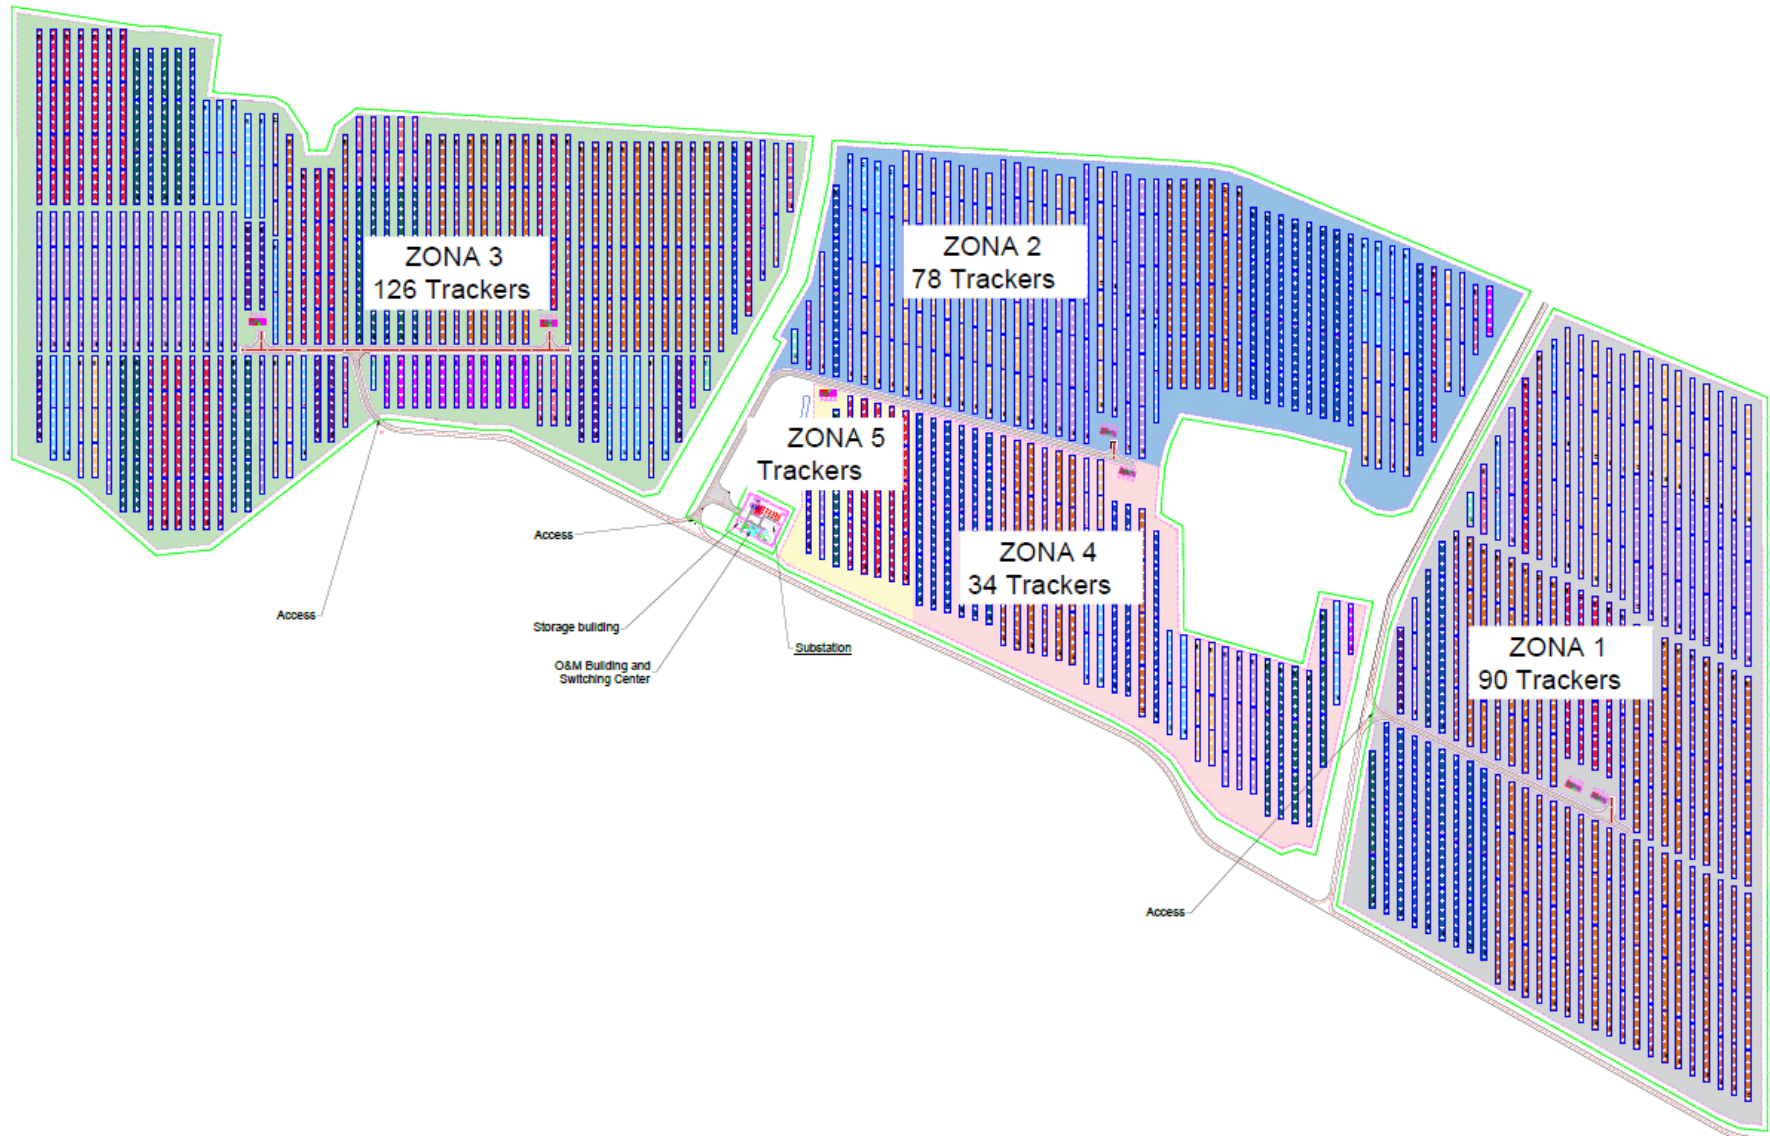 ZONA 3
126 Trackers
ZONA 2
78 Trackers
ZONA 5
Trackers
ZONA 4
34 Trackers
ZONA 1
90 Trackers
Access
Access
Storage building
O&M Building and
Switching Center
Substation
Access